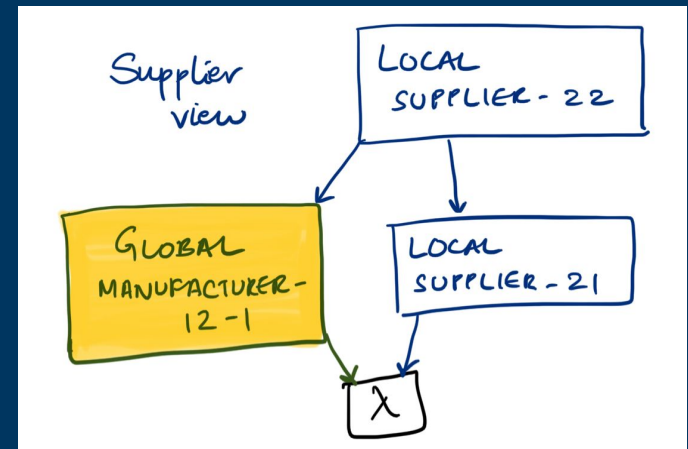 Supplier
view
LOCAL
SUPPLIER - 22
GLOBAL
MANUFACTURER -
12-1
LOCAL
SUPPLIER - 21
λ